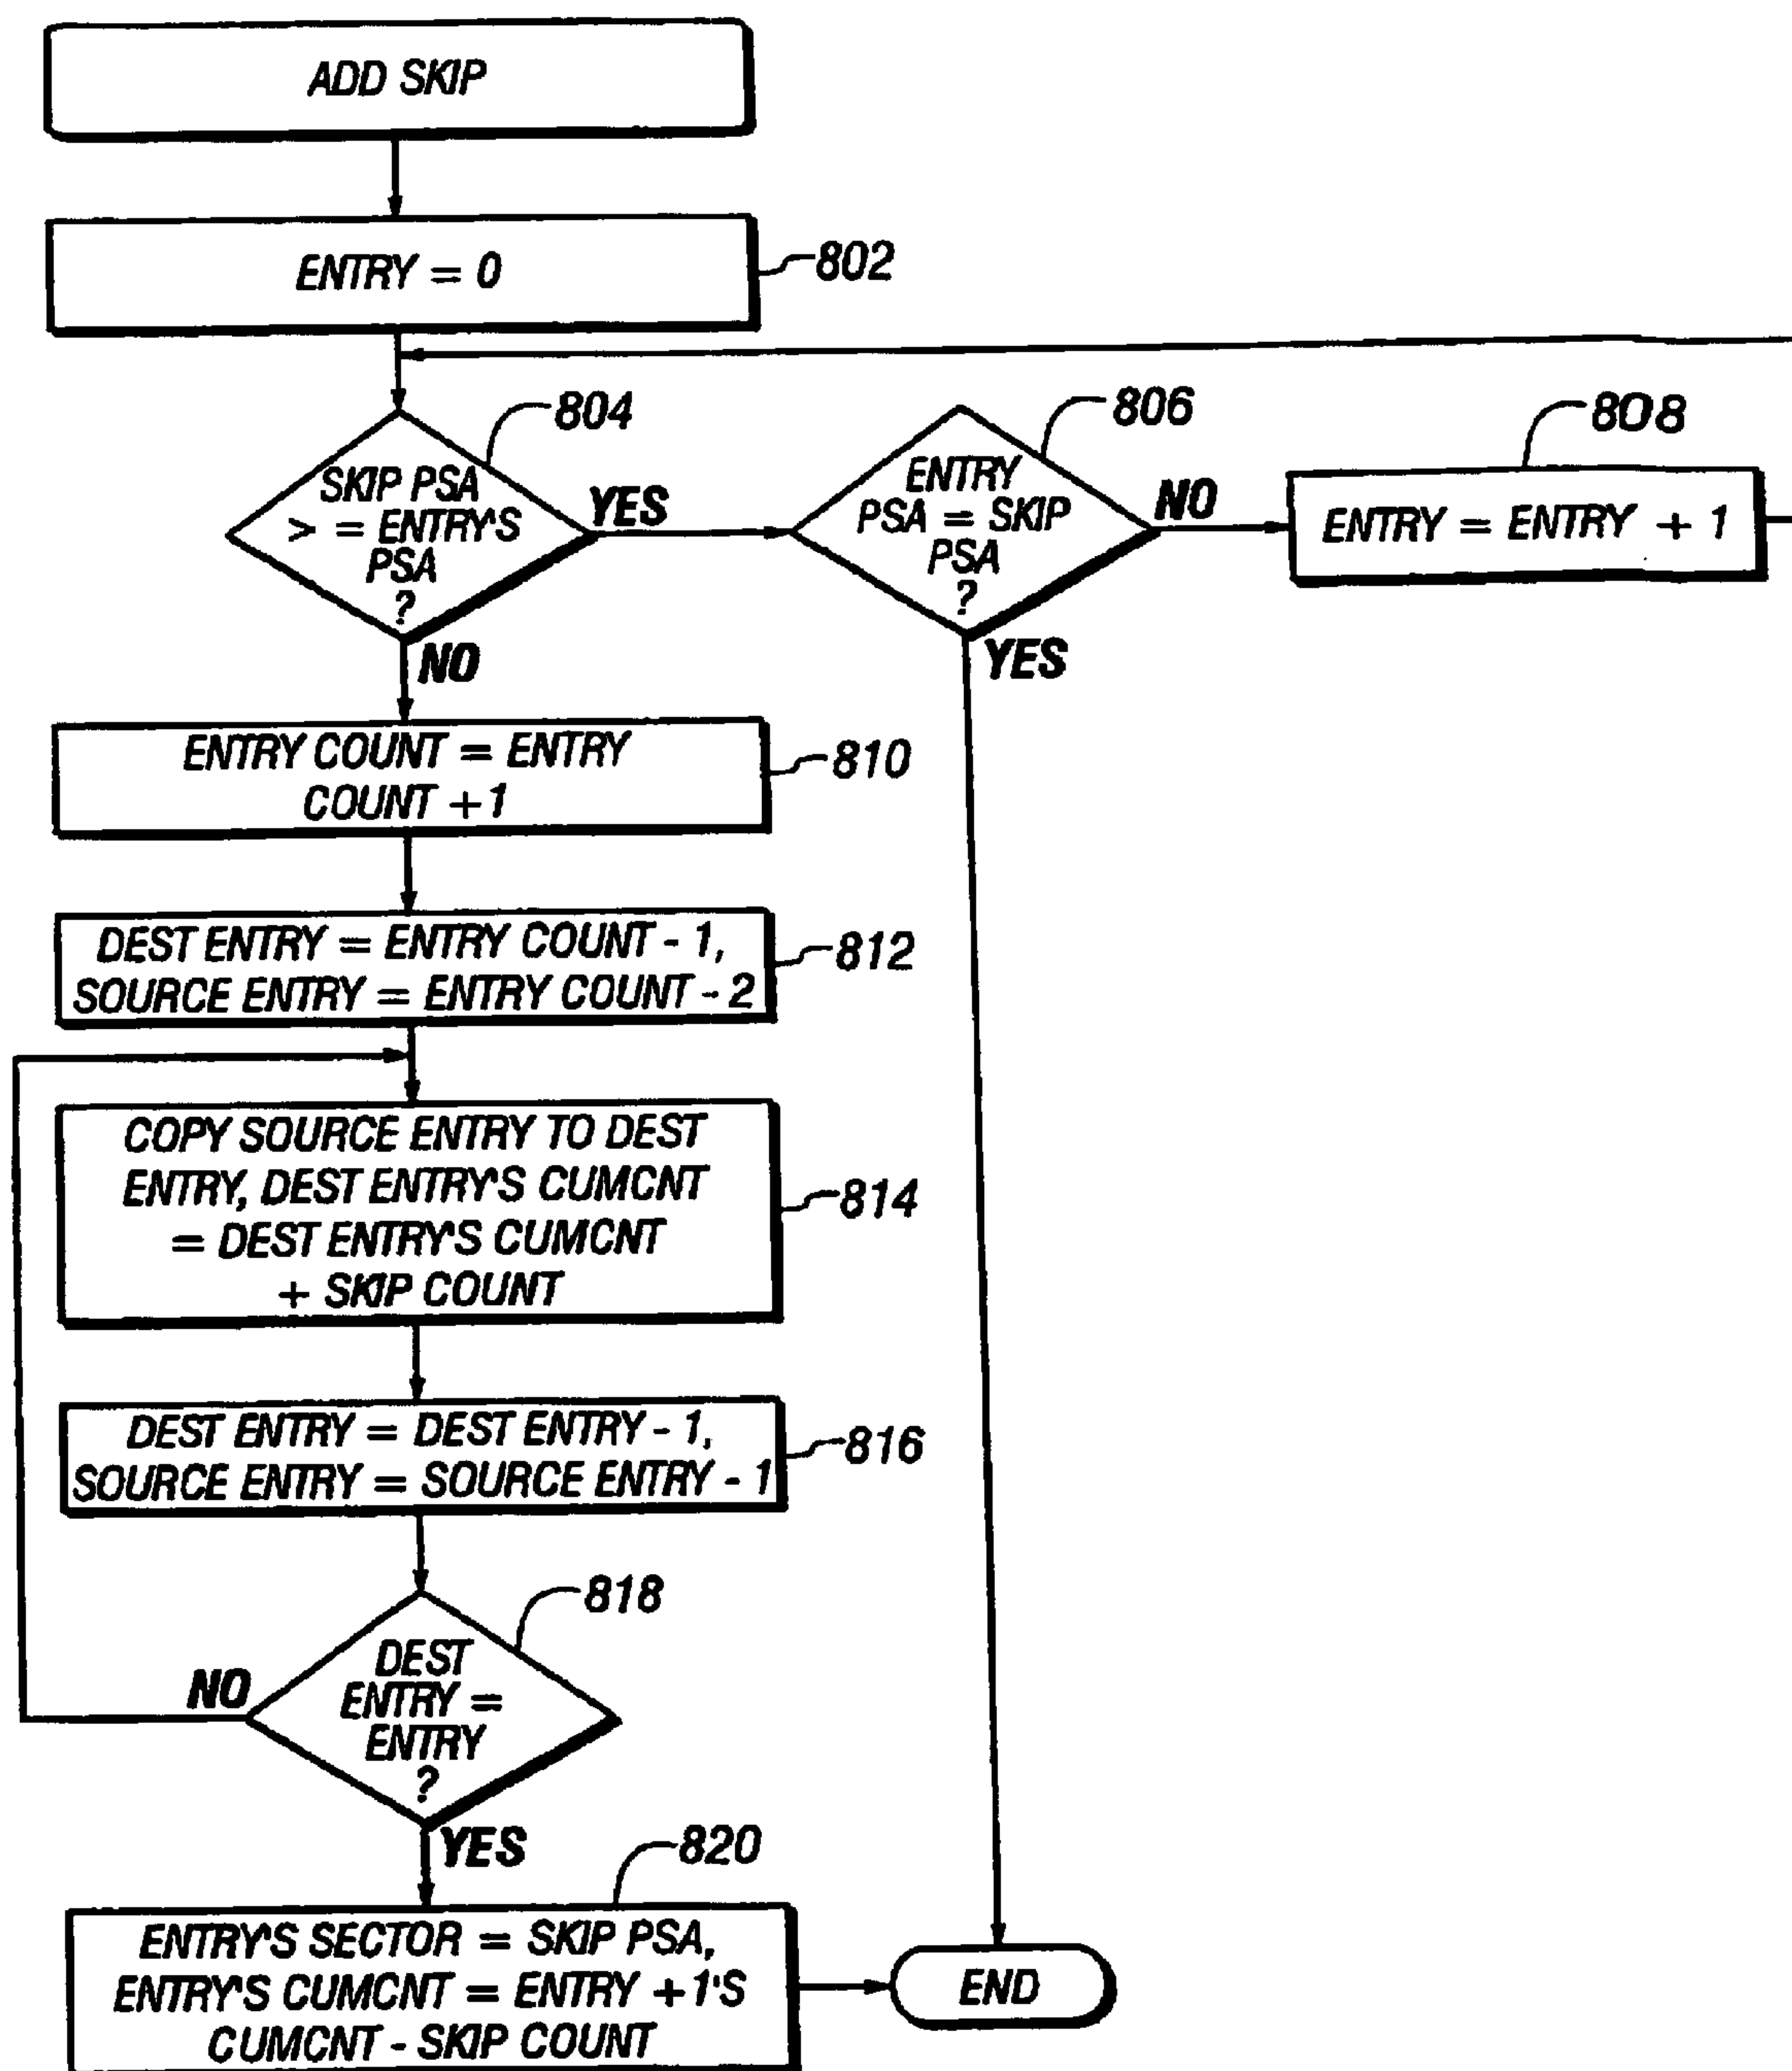 ADD SKIP
ENTRY = 0
802
804
SKIP PSA
> = ENTRY'S
PSA
?
YES
NO
806
ENTRY
PSA = SKIP
PSA
?
NO
YES
808
ENTRY = ENTRY + 1
ENTRY COUNT = ENTRY
COUNT +1
810
DEST ENTRY = ENTRY COUNT - 1,
SOURCE ENTRY = ENTRY COUNT - 2
812
COPY SOURCE ENTRY TO DEST
ENTRY, DEST ENTRY'S CUMCNT
= DEST ENTRY'S CUMCNT
+ SKIP COUNT
814
DEST ENTRY = DEST ENTRY - 1,
SOURCE ENTRY = SOURCE ENTRY - 1
816
818
DEST
ENTRY =
ENTRY
?
NO
YES
820
ENTRY'S SECTOR = SKIP PSA,
ENTRY'S CUMCNT = ENTRY +1'S
CUMCNT - SKIP COUNT
END